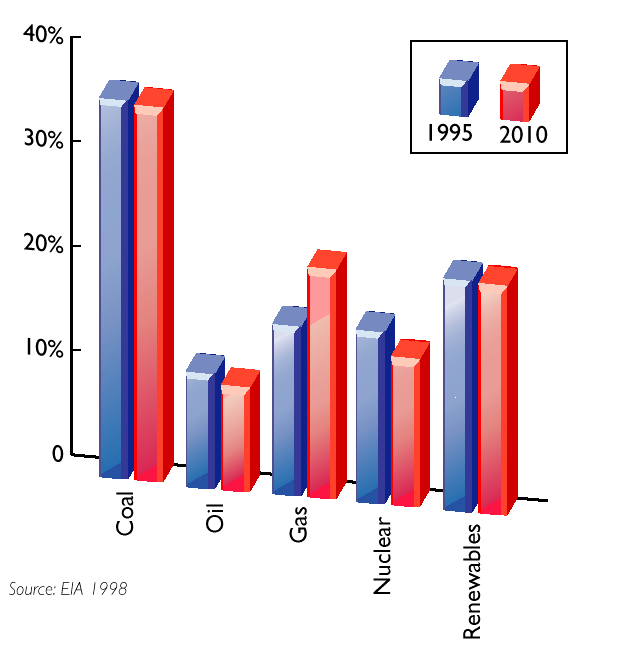 40%
30%
20%
10%
0
1995
2010
Coal
Oil
Gas
Nuclear
Renewables
Source: EIA 1998